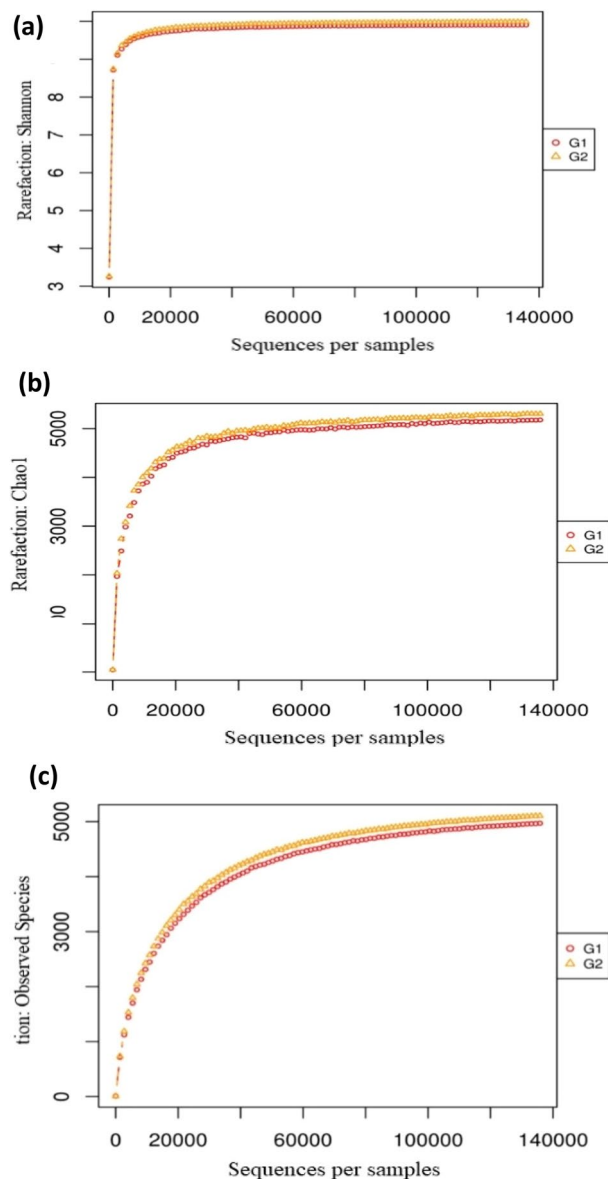 (a)
Rarefaction: Shannon
8
7
6
5
4
3
G1
G2
0 20000 60000 100000 140000
Sequences per samples
(b)
Rarefaction: Chao1
5000
3000
)0
G1
G2
0 20000 60000 100000 140000
Sequences per samples
(c)
tion: Observed Species
5000
3000
0
G1
G2
0 20000 60000 100000 140000
Sequences per samples